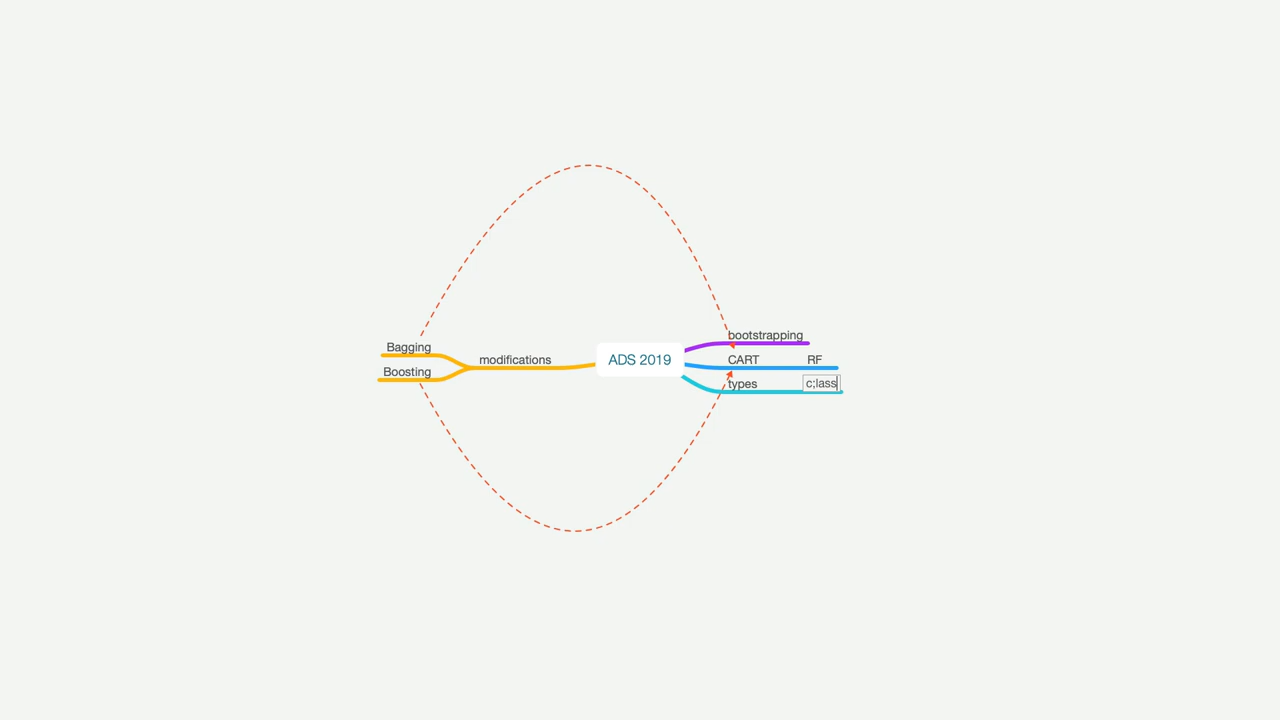 Bagging
Boosting
modifications
ADS 2019
bootstrapping
CART RF
types c;lass